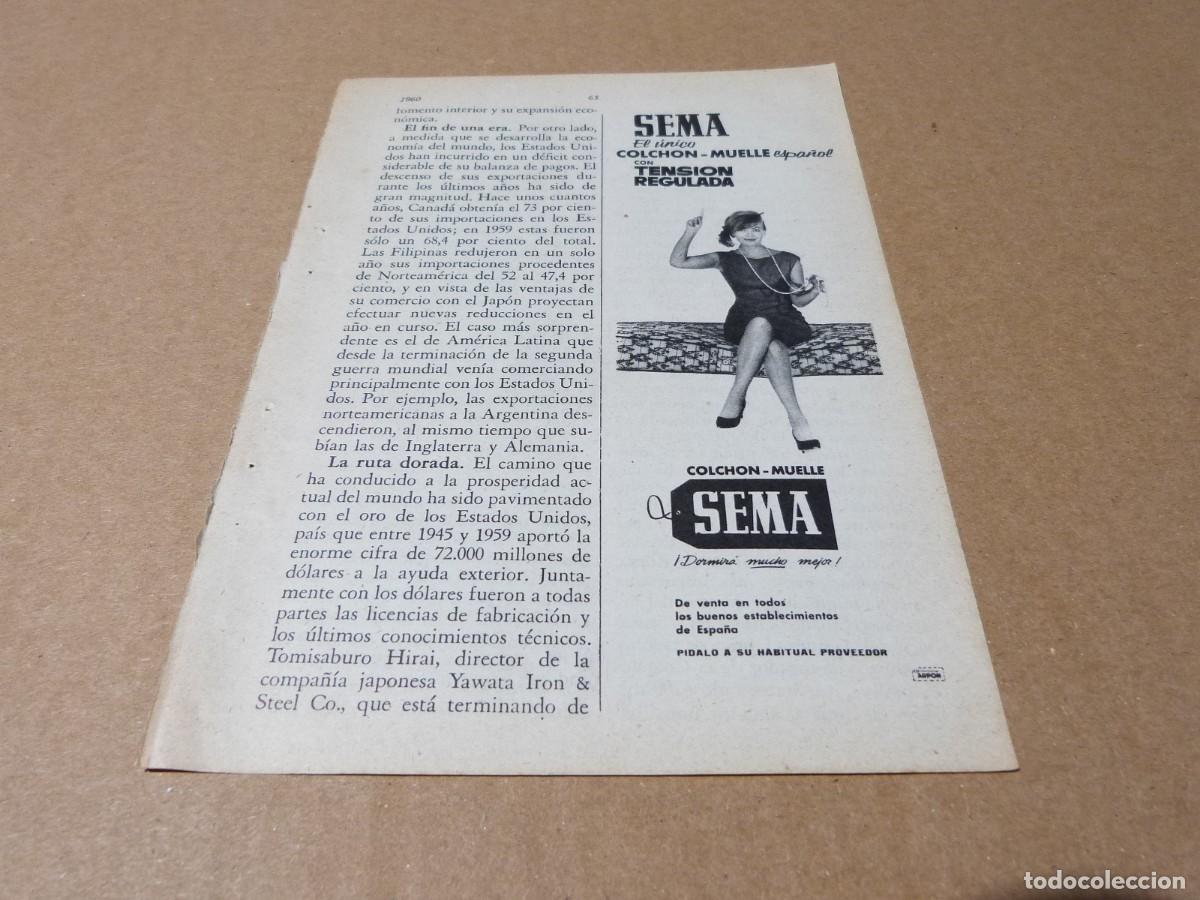 1960 65
fomento interior y su expansión eco-
nómica.
El fin de una era. Por otro lado,
a medida que se desarrolla la eco-
nomía del mundo, los Estados Uni-
dos han incurrido en un déficit con-
siderable de su balanza de pagos. El
descenso de sus exportaciones du-
rante los últimos años ha sido de
gran magnitud. Hace unos cuantos
años, Canadá obtenía el 73 por cien-
to de sus importaciones en los Es-
tados Unidos; en 1959 estas fueron
sólo un 68,4 por ciento del total.
Las Filipinas redujeron en un solo
año sus importaciones procedentes
de Norteamérica del 52 al 47,4 por
ciento, y en vista de las ventajas de
su comercio con el Japón proyectan
efectuar nuevas reducciones en el
año en curso. El caso más sorpren-
dente es el de América Latina que
desde la terminación de la segunda
guerra mundial venía comerciando
principalmente con los Estados Uni-
dos. Por ejemplo, las exportaciones
norteamericanas a la Argentina des-
cendieron, al mismo tiempo que su-
bían las de Inglaterra y Alemania.
La ruta dorada. El camino que
ha conducido a la prosperidad ac-
tual del mundo ha sido pavimentado
con el oro de los Estados Unidos,
país que entre 1945 y 1959 aportó la
enorme cifra de 72.000 millones de
dólares a la ayuda exterior. Junta-
mente con los dólares fueron a todas
partes las licencias de fabricación y
los últimos conocimientos técnicos.
Tomisaburo Hirai, director de la
compañía japonesa Yawata Iron &
Steel Co., que está terminando de
SEMA
El único
COLCHON-MUELLE español
CON
TENSION
REGULADA
COLCHON-MUELLE
SEMA
¡Dormirá mucho mejor!
De venta en todos
los buenos establecimientos
de España
PIDALO A SU HABITUAL PROVEEDOR
ARPON
todocoleccion